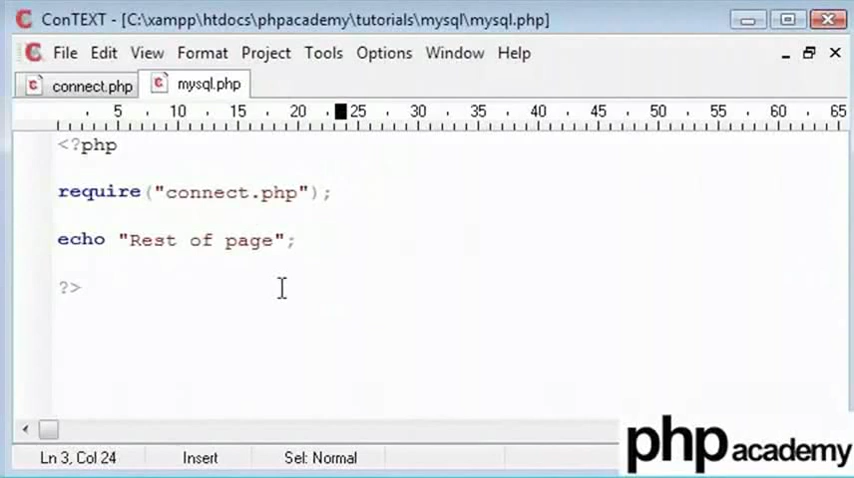 ConTEXT - [C:\xampp\htdocs\phpacademy\tutorials\mysql\mysql.php]
File Edit View Format Project Tools Options Window Help
connect.php mysql.php
5 10 15 20 25 30 35 40 45 50 55 60 65
<?php
require("connect.php");
echo "Rest of page";
?>
Ln 3, Col 24 Insert Sel: Normal
php academy